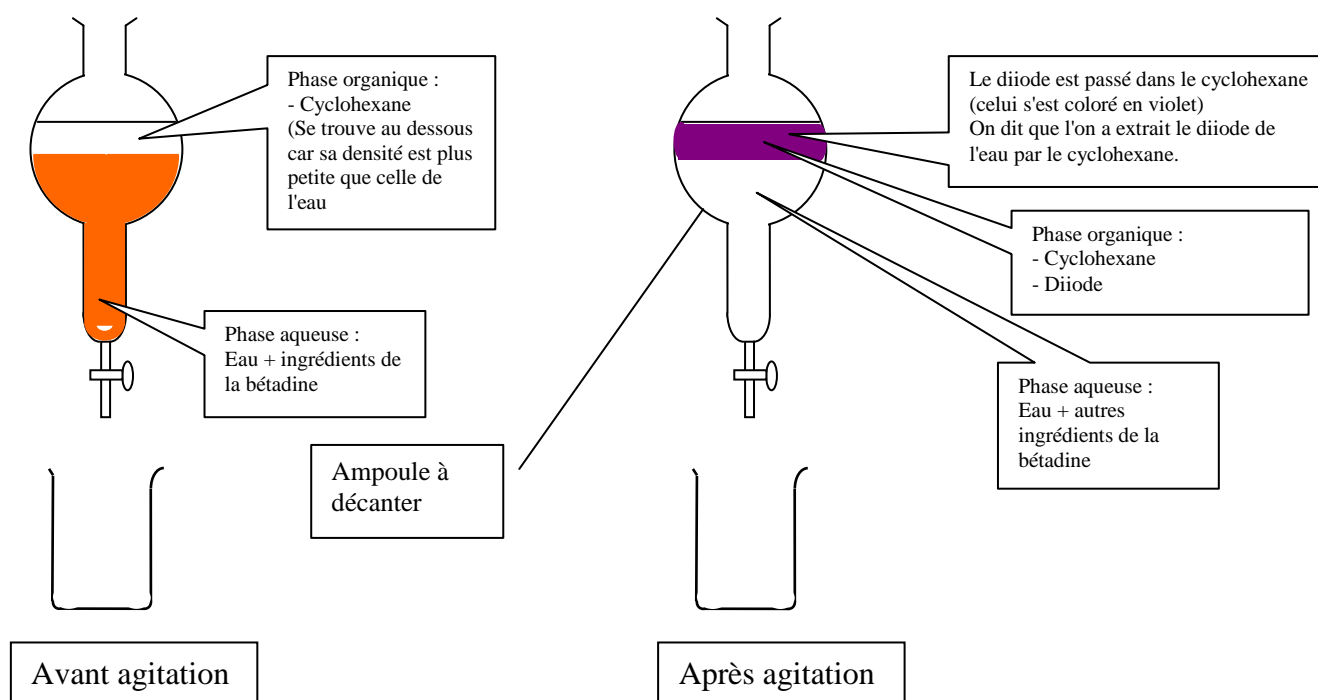 Phase organique :
- Cyclohexane
(Se trouve au dessous
car sa densité est plus
petite que celle de
l'eau
Phase aqueuse :
Eau + ingrédients de
la bétadine
Ampoule à
décanter
Avant agitation
Le diiode est passé dans le cyclohexane
(celui s'est coloré en violet)
On dit que l'on a extrait le diiode de
l'eau par le cyclohexane.
Phase organique :
- Cyclohexane
- Diiode
Phase aqueuse :
Eau + autres
ingrédients de la
bétadine
Après agitation